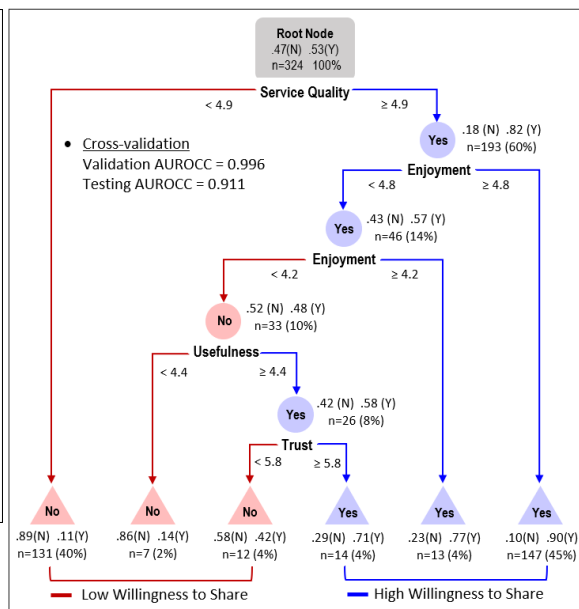 Root Node
.47(N) .53(Y)
n=324 100%
Service Quality
< 4.9
≥ 4.9
Yes
.18 (N) .82 (Y)
n=193 (60%)
• Cross-validation
Validation AUROCC = 0.996
Testing AUROCC = 0.911
Enjoyment
< 4.8
≥ 4.8
Yes
.43 (N) .57 (Y)
n=46 (14%)
Enjoyment
< 4.2
≥ 4.2
No
.52 (N) .48 (Y)
n=33 (10%)
Usefulness
< 4.4
≥ 4.4
Yes
.42 (N) .58 (Y)
n=26 (8%)
Trust
< 5.8
≥ 5.8
No No No Yes Yes Yes
.89(N) .11(Y) .86(N) .14(Y) .58(N) .42(Y) .29(N) .71(Y) .23(N) .77(Y) .10(N) .90(Y)
n=131 (40%) n=7 (2%) n=12 (4%) n=14 (4%) n=13 (4%) n=147 (45%)
Low Willingness to Share High Willingness to Share